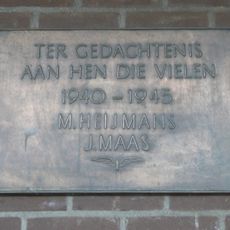 TER GEDACHTENIS
AAN HEN DIE VIELEN
1940-1945
M.HEIJMANS
J.MAAS